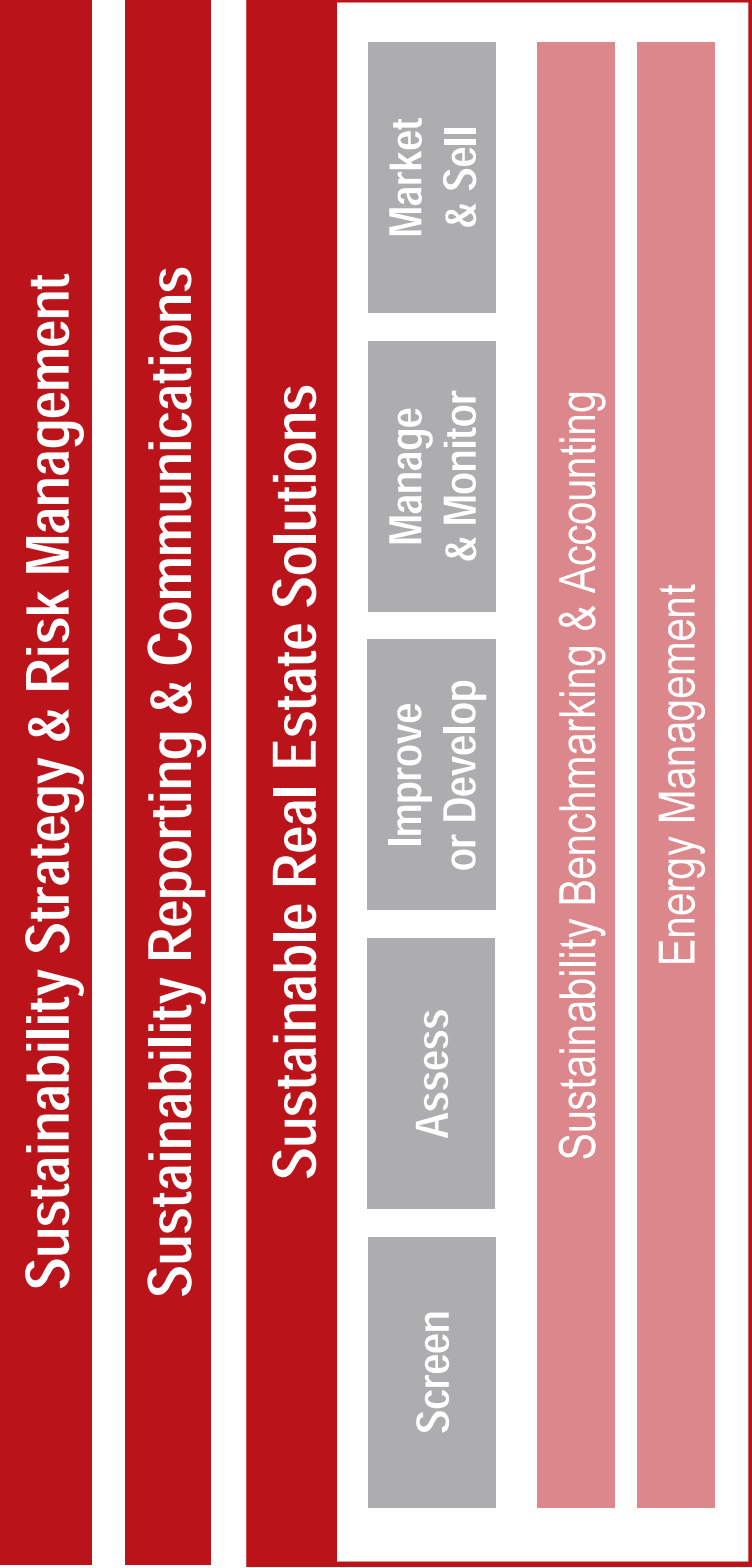 Sustainability Strategy & Risk Management
Sustainability Reporting & Communications
Sustainable Real Estate Solutions
Screen
Assess
Improve
or Develop
Manage
& Monitor
Market
& Sell
Sustainability Benchmarking & Accounting
Energy Management